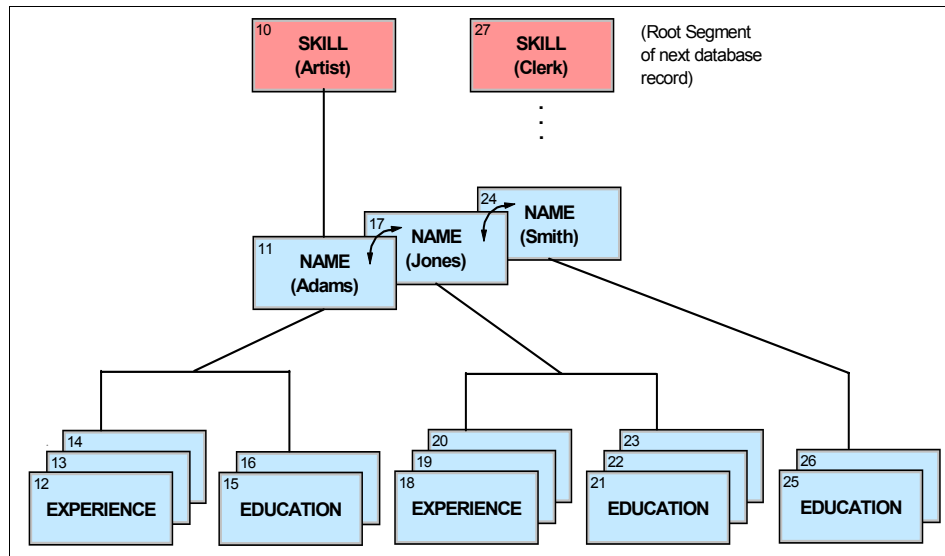 10
SKILL
(Artist)
27
SKILL
(Clerk)
(Root Segment
of next database
record)
24
NAME
(Smith)
17
NAME
(Jones)
11
NAME
(Adams)
14
13
12
EXPERIENCE
16
15
EDUCATION
20
19
18
EXPERIENCE
23
22
21
EDUCATION
26
25
EDUCATION